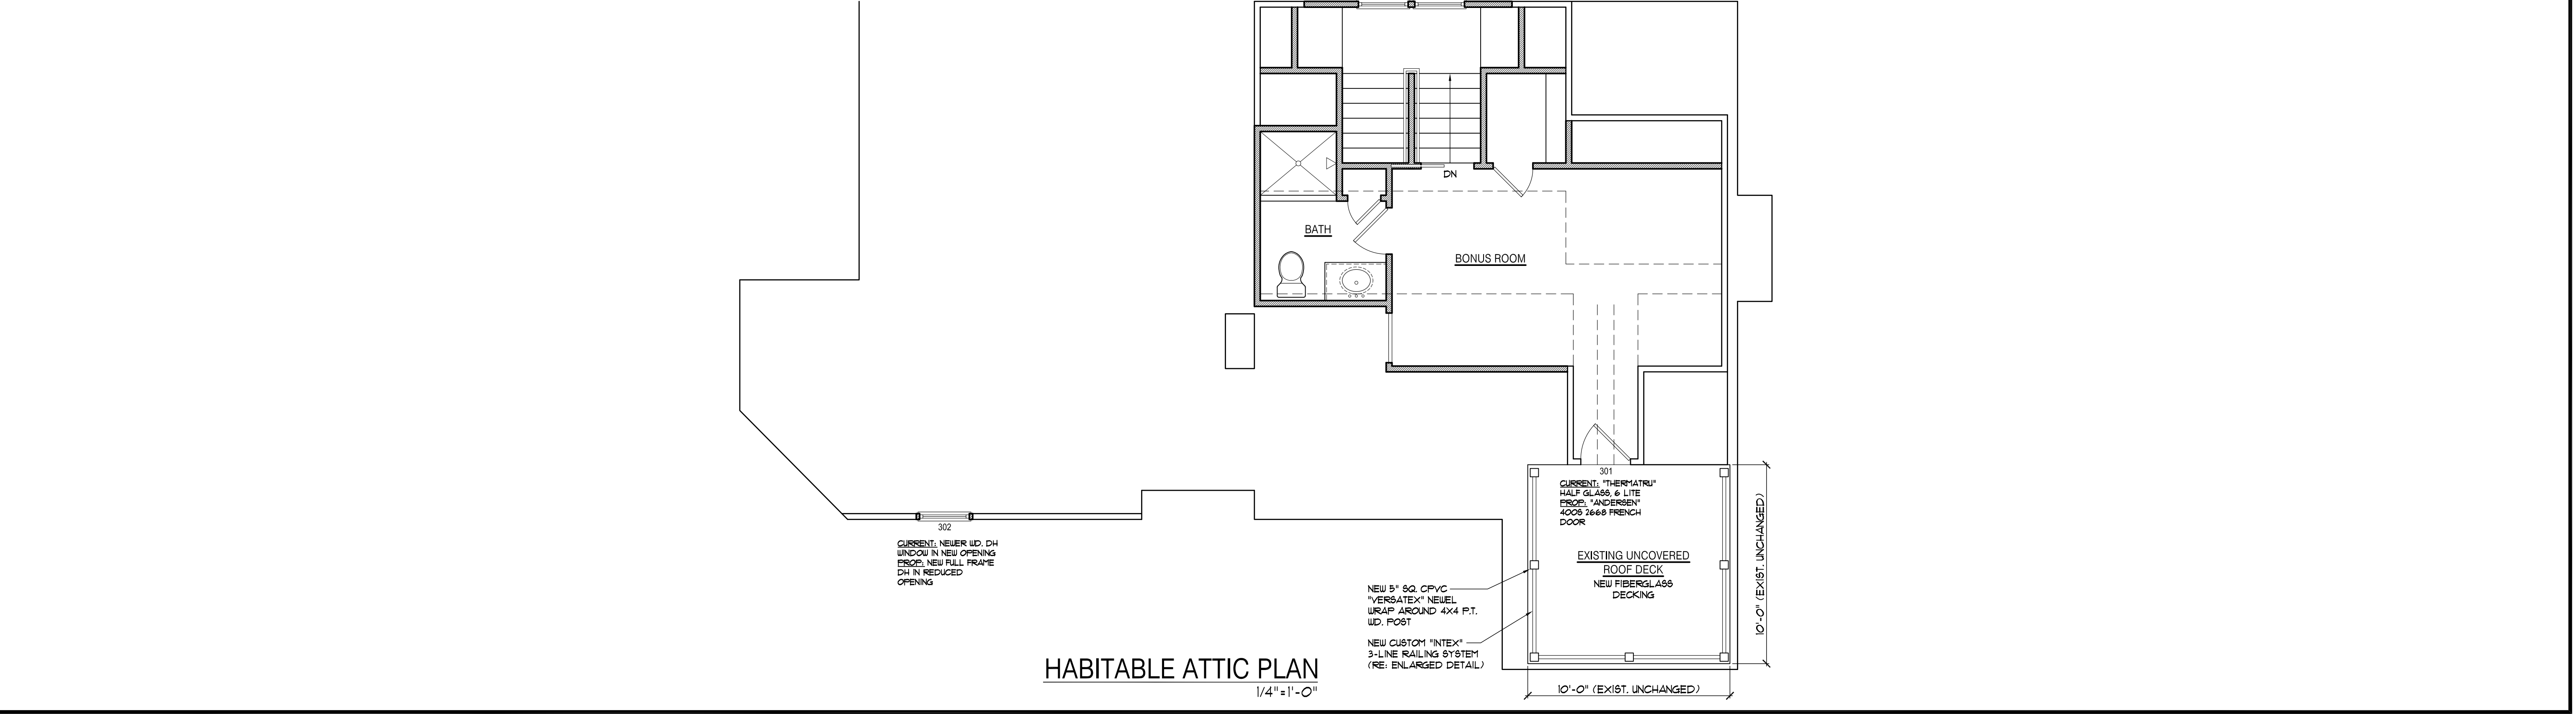 DN
BATH
BONUS ROOM
301
CURRENT: "THERMATRU"
HALF GLASS, 6 LITE
PROP: "ANDERSEN"
400S 2668 FRENCH
DOOR
302
CURRENT: NEWER WD. DH
WINDOW IN NEW OPENING
PROP: NEW FULL FRAME
DH IN REDUCED
OPENING
EXISTING UNCOVERED
ROOF DECK
NEW FIBERGLASS
DECKING
10'-0" (EXIST. UNCHANGED)
NEW 5" SQ. CPVC
"VERSATEX" NEWEL
WRAP AROUND 4X4 P.T.
WD. POST
NEW CUSTOM "INTEX"
3-LINE RAILING SYSTEM
(RE: ENLARGED DETAIL)
10'-0" (EXIST. UNCHANGED)
HABITABLE ATTIC PLAN
1/4"=1'-0"